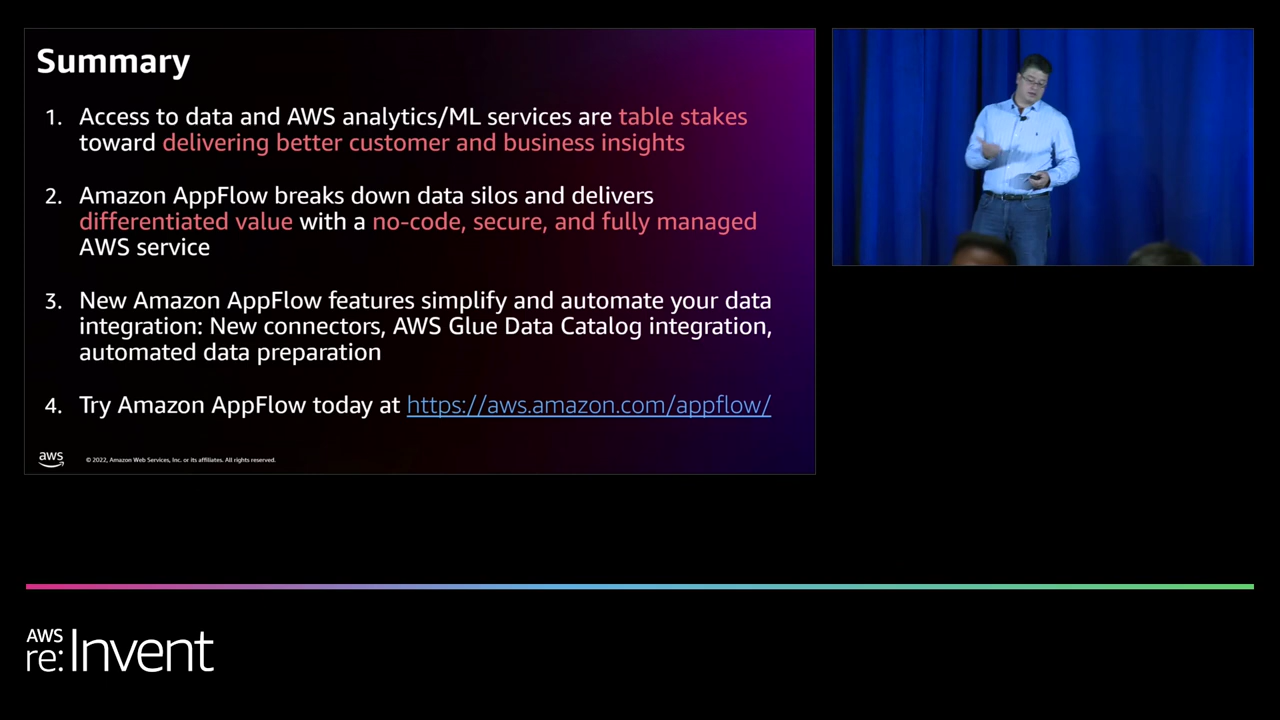 Summary
1. Access to data and AWS analytics/ML services are table stakes
toward delivering better customer and business insights
2. Amazon AppFlow breaks down data silos and delivers
differentiated value with a no-code, secure, and fully managed
AWS service
3. New Amazon AppFlow features simplify and automate your data
integration: New connectors, AWS Glue Data Catalog integration,
automated data preparation
4. Try Amazon AppFlow today at https://aws.amazon.com/appflow/
aws
© 2022, Amazon Web Services, Inc. or its affiliates. All rights reserved.
AWS
re:Invent